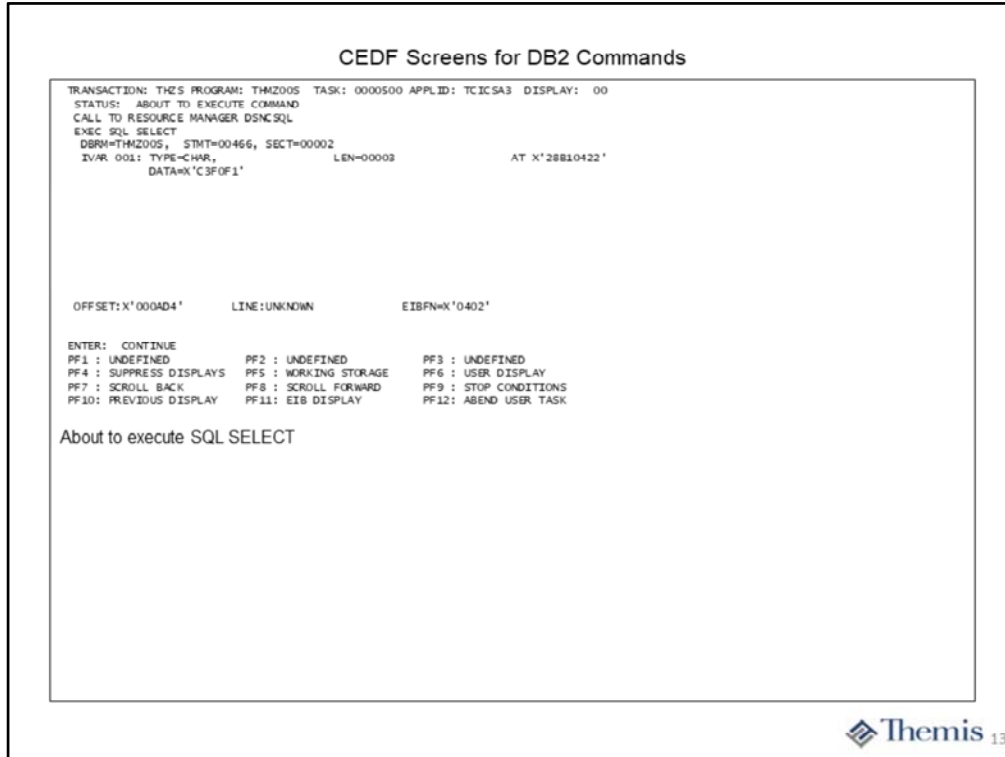 CEDF Screens for DB2 Commands
TRANSACTION: THZS PROGRAM: THMZ00S TASK: 0000500 APPLID: TCICSA3 DISPLAY: 00
STATUS: ABOUT TO EXECUTE COMMAND
CALL TO RESOURCE MANAGER DSNCSQL
EXEC SQL SELECT
DBRM=THMZ00S, STMT=00466, SECT=00002
IVAR 001: TYPE=CHAR, LEN=00003 AT X'28810422'
DATA=X'C3F0F1'
OFFSET:X'000AD4' LINE:UNKNOWN EIBFN=X'0402'
ENTER: CONTINUE
PF1 : UNDEFINED PF2 : UNDEFINED PF3 : UNDEFINED
PF4 : SUPPRESS DISPLAYS PF5 : WORKING STORAGE PF6 : USER DISPLAY
PF7 : SCROLL BACK PF8 : SCROLL FORWARD PF9 : STOP CONDITIONS
PF10: PREVIOUS DISPLAY PF11: EIB DISPLAY PF12: ABEND USER TASK
About to execute SQL SELECT
Themis 13